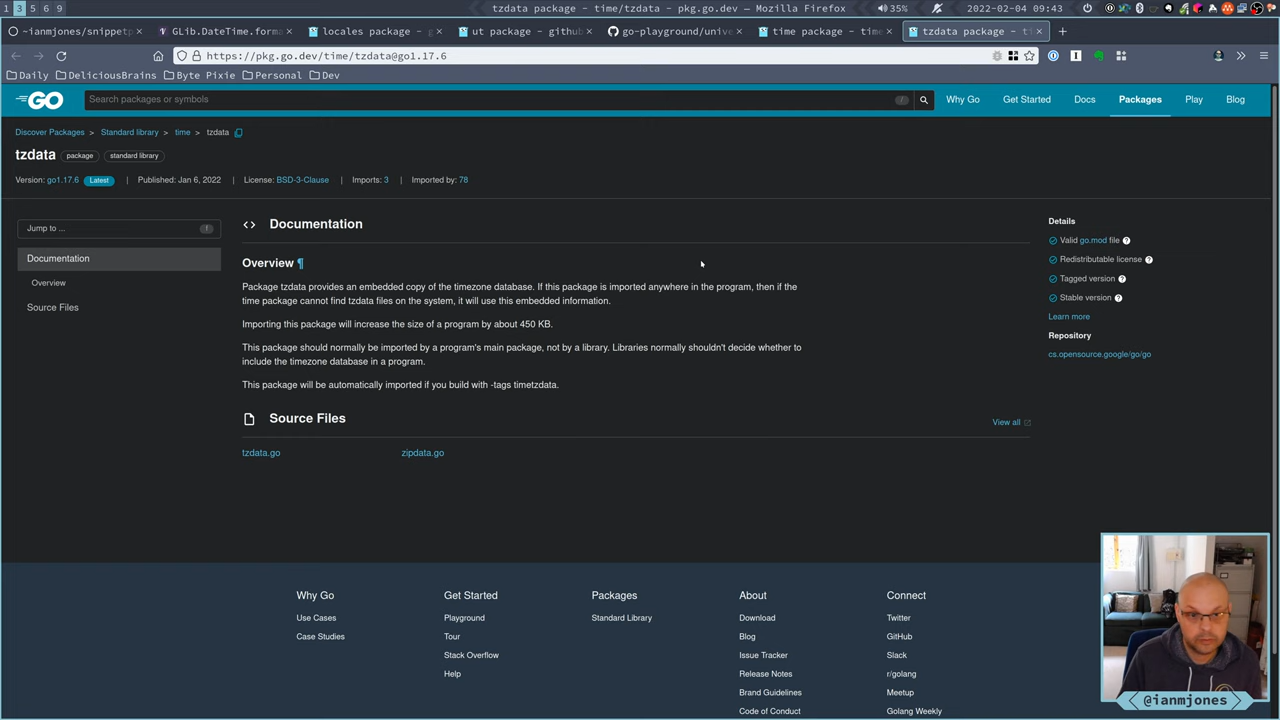 1 3 5 6 9
tzdata package - time/tzdata - pkg.go.dev — Mozilla Firefox
35%
2022-02-04 09:43
~ianmjones/snippetp
GLib.DateTime.forma
locales package - g
ut package - github
go-playground/unive
time package - time
tzdata package - ti
https://pkg.go.dev/time/tzdata@go1.17.6
Daily
DeliciousBrains
Byte Pixie
Personal
Dev
GO
Search packages or symbols
/
Why Go
Get Started
Docs
Packages
Play
Blog
Discover Packages > Standard library > time > tzdata
tzdata package standard library
Version: go1.17.6 Latest | Published: Jan 6, 2022 | License: BSD-3-Clause | Imports: 3 | Imported by: 78
Jump to ...
Documentation
Overview
Source Files
<> Documentation
Overview ¶
Package tzdata provides an embedded copy of the timezone database. If this package is imported anywhere in the program, then if the
time package cannot find tzdata files on the system, it will use this embedded information.
Importing this package will increase the size of a program by about 450 KB.
This package should normally be imported by a program's main package, not by a library. Libraries normally shouldn't decide whether to
include the timezone database in a program.
This package will be automatically imported if you build with -tags timetzdata.
Source Files
View all
tzdata.go
zipdata.go
Details
Valid go.mod file
Redistributable license
Tagged version
Stable version
Learn more
Repository
cs.opensource.google/go/go
Why Go
Use Cases
Case Studies
Get Started
Playground
Tour
Stack Overflow
Help
Packages
Standard Library
About
Download
Blog
Issue Tracker
Release Notes
Brand Guidelines
Code of Conduct
Connect
Twitter
GitHub
Slack
r/golang
Meetup
Golang Weekly
@ianmjones